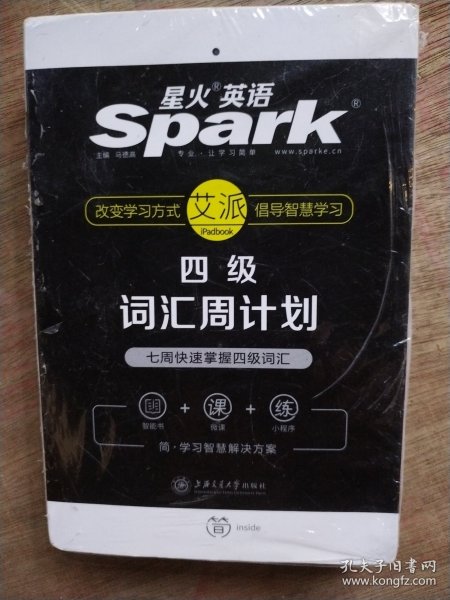 星火®英语
Spark®
主编 马德高 专业·让学习简单 www.sparke.cn
改变学习方式 艾派 倡导智慧学习
iPadbook
四级
词汇周计划
七周快速掌握四级词汇
智能书 + 课 微课 + 练 小程序
简·学习智慧解决方案
上海交通大学出版社
简 inside
孔夫子旧书网
www.kongfz.com